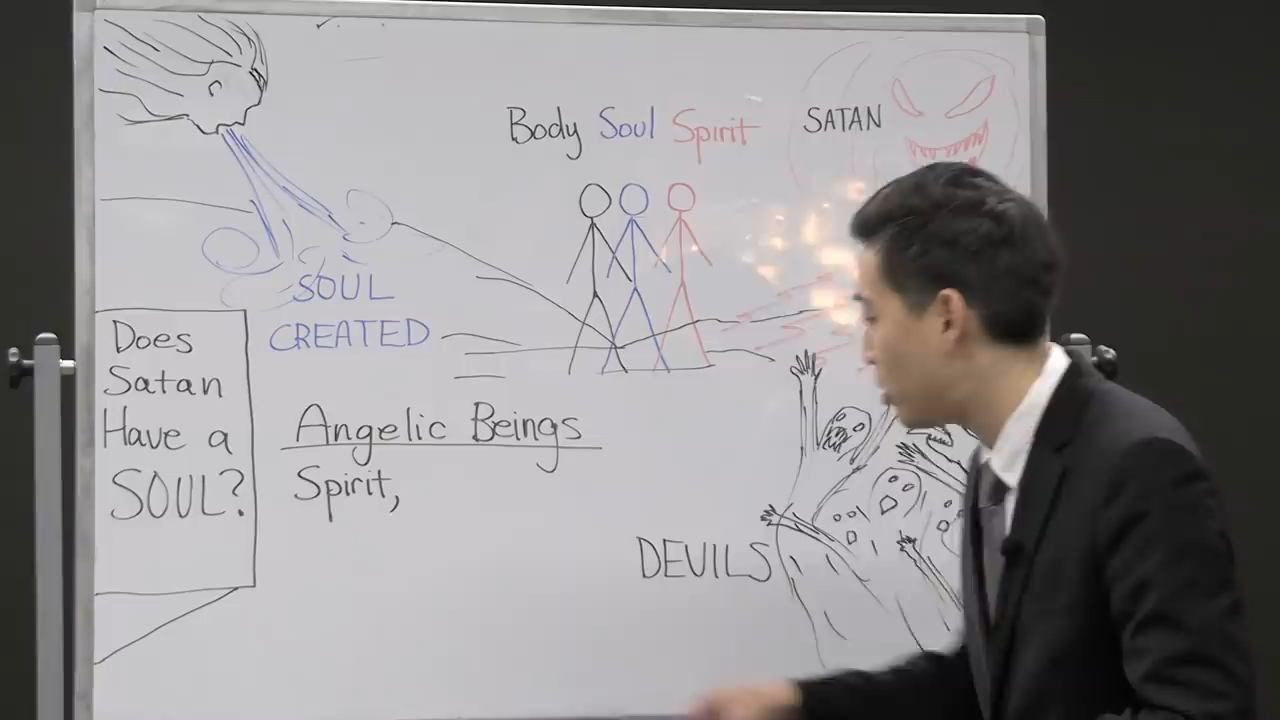 Body Soul Spirit
SATAN
SOUL
CREATED
Does
Satan
Have a
SOUL?
Angelic Beings
Spirit,
DEVILS